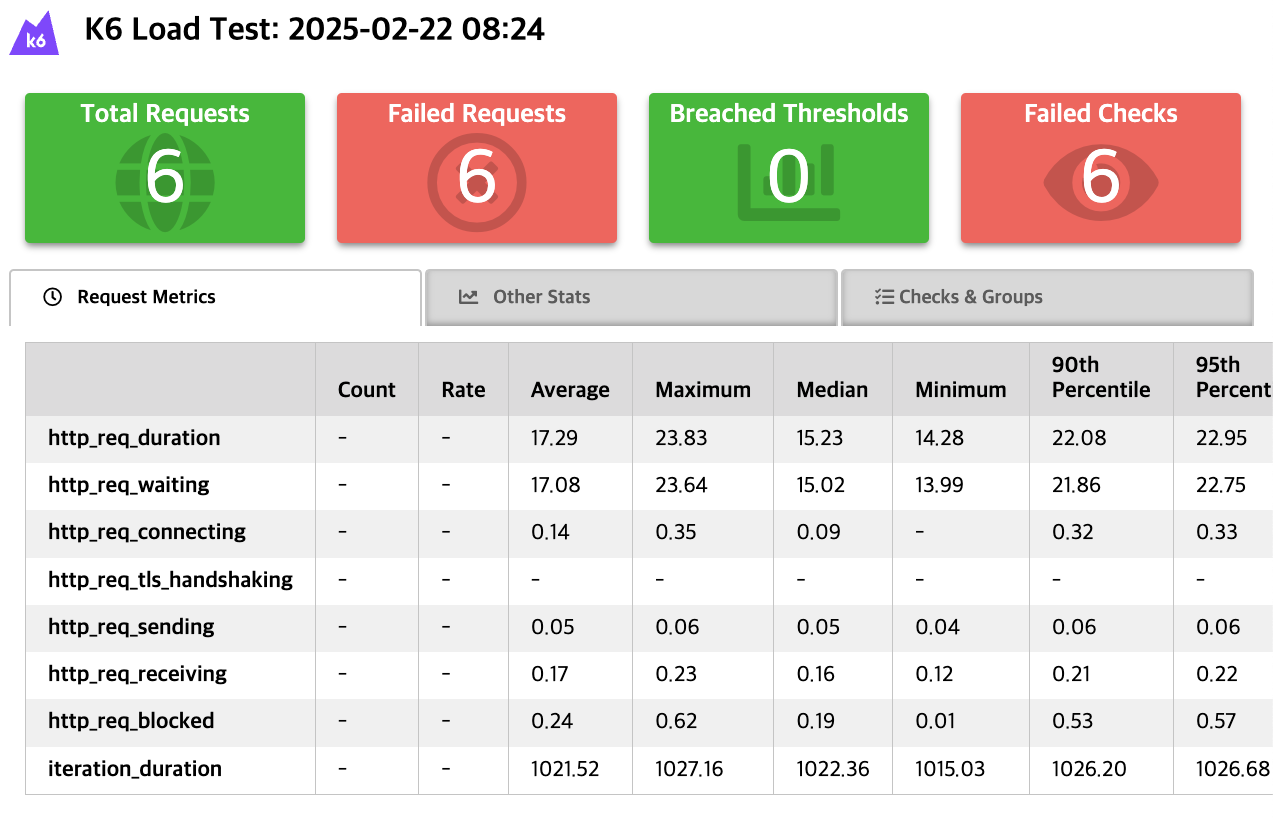 k6
K6 Load Test: 2025-02-22 08:24
Total Requests
6
Failed Requests
6
Breached Thresholds
0
Failed Checks
6
Request Metrics
Other Stats
Checks & Groups
Count Rate Average Maximum Median Minimum 90th Percentile 95th Percent
http_req_duration - - 17.29 23.83 15.23 14.28 22.08 22.95
http_req_waiting - - 17.08 23.64 15.02 13.99 21.86 22.75
http_req_connecting - - 0.14 0.35 0.09 - 0.32 0.33
http_req_tls_handshaking - - - - - - - -
http_req_sending - - 0.05 0.06 0.05 0.04 0.06 0.06
http_req_receiving - - 0.17 0.23 0.16 0.12 0.21 0.22
http_req_blocked - - 0.24 0.62 0.19 0.01 0.53 0.57
iteration_duration - - 1021.52 1027.16 1022.36 1015.03 1026.20 1026.68